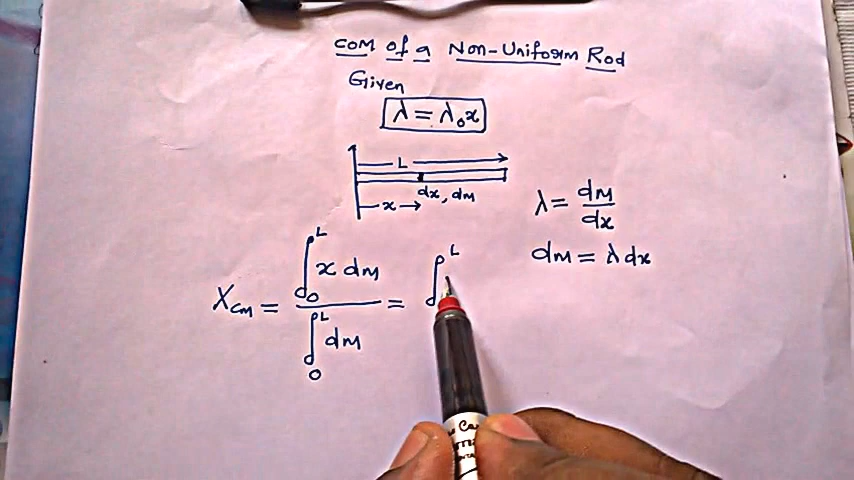 COM of a Non-Uniform Rod
Given
λ = λ₀x
L
dx, dm
x →
λ = dm/dx
dm = λ dx
X_cm = ∫₀ᴸ x dm / ∫₀ᴸ dm = ∫ᴸ